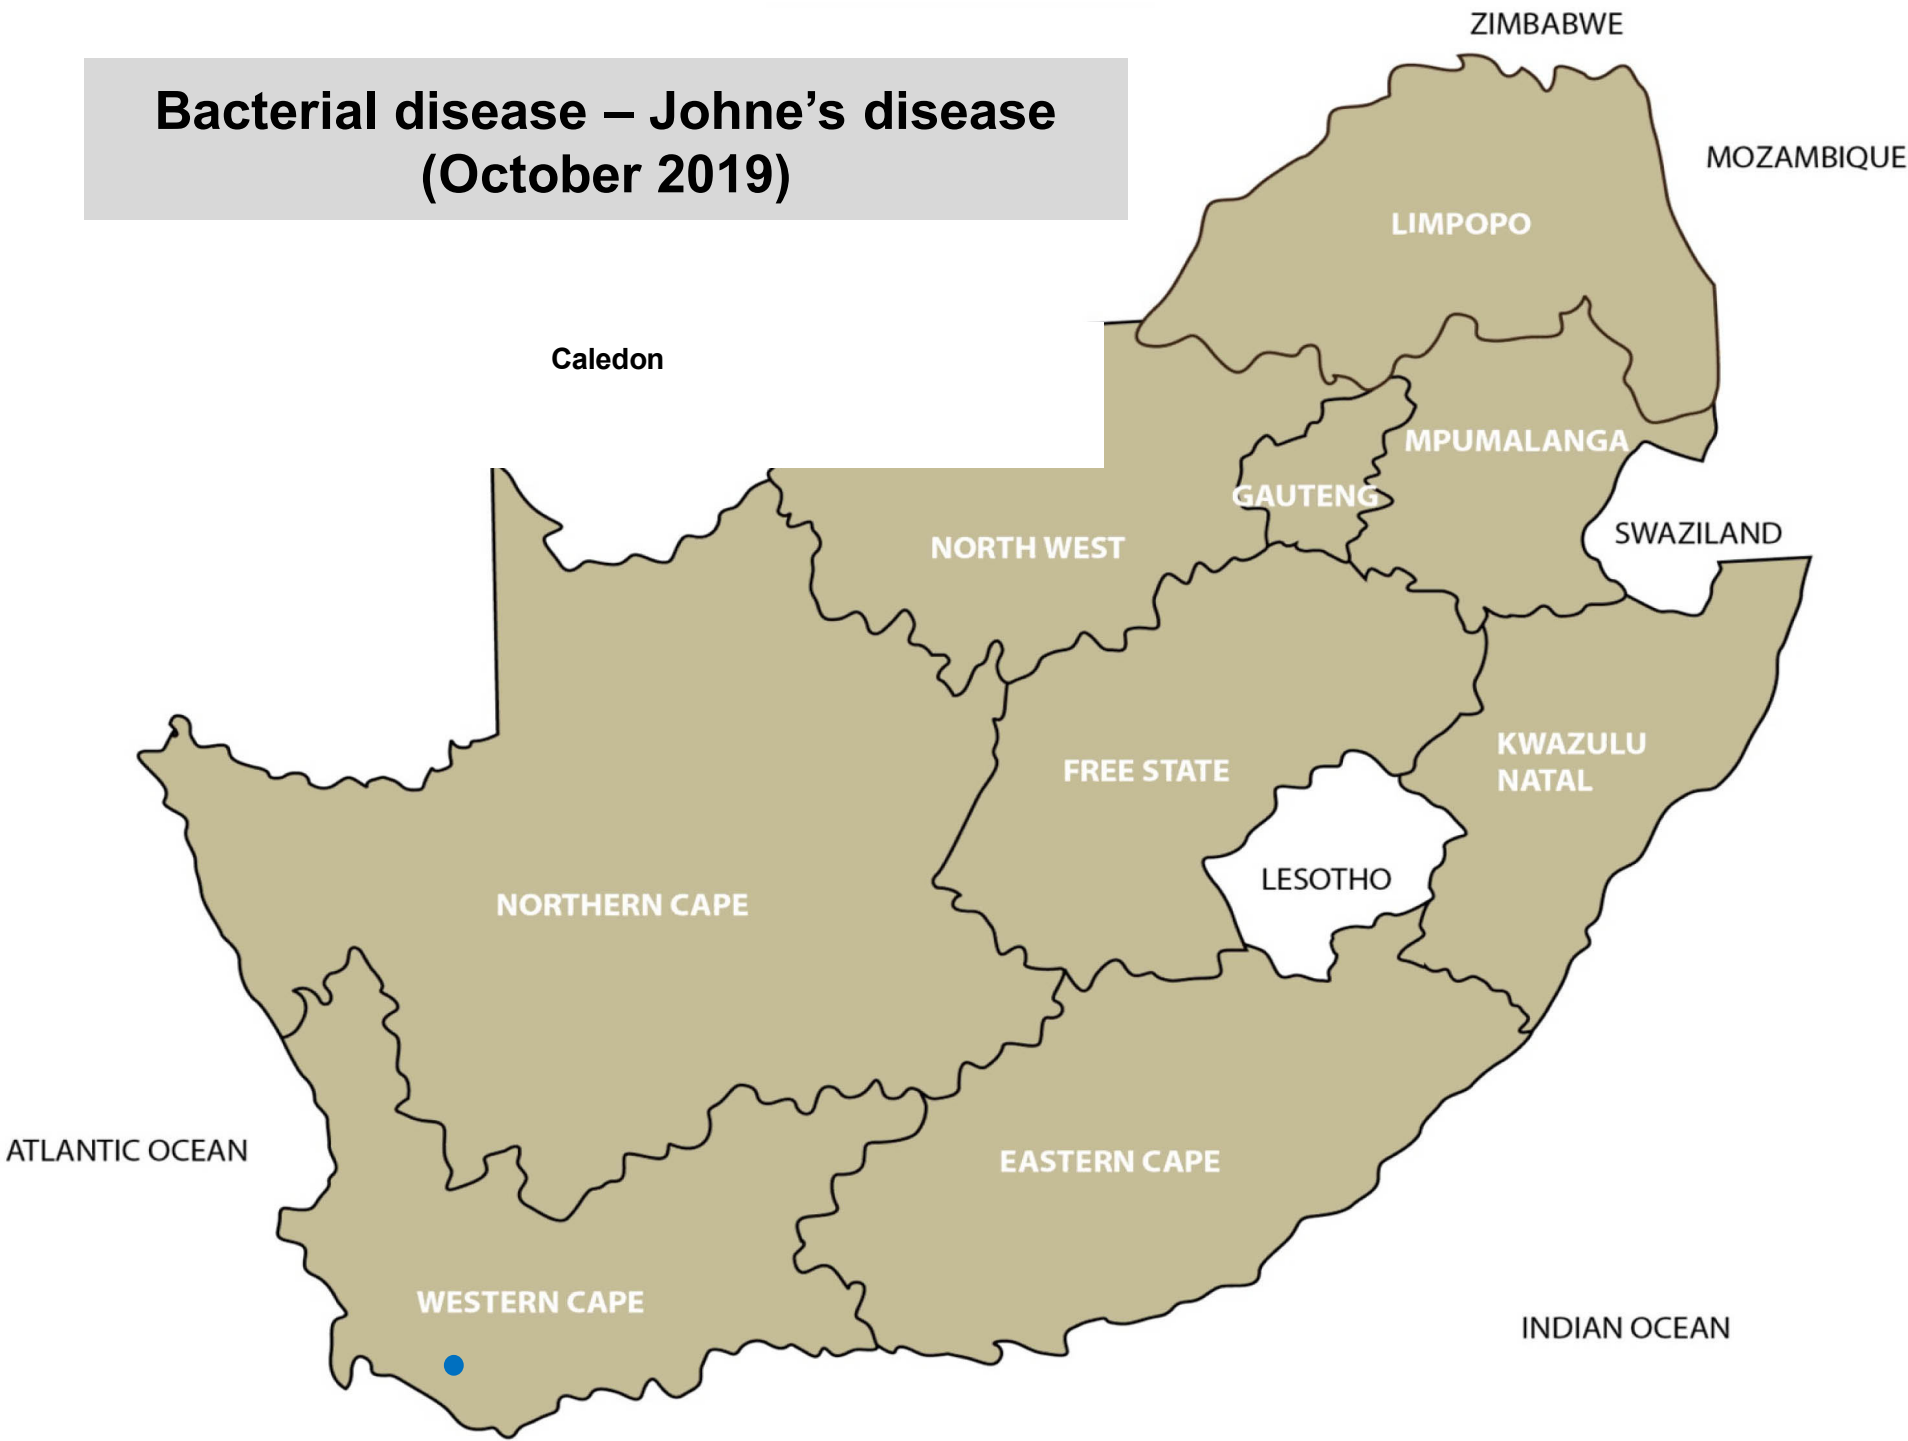 ZIMBABWE
Bacterial disease – Johne’s disease
(October 2019)
MOZAMBIQUE
LIMPOPO
Caledon
MPUMALANGA
GAUTENG
SWAZILAND
NORTH WEST
KWAZULU
NATAL
FREE STATE
LESOTHO
NORTHERN CAPE
ATLANTIC OCEAN
EASTERN CAPE
WESTERN CAPE
INDIAN OCEAN